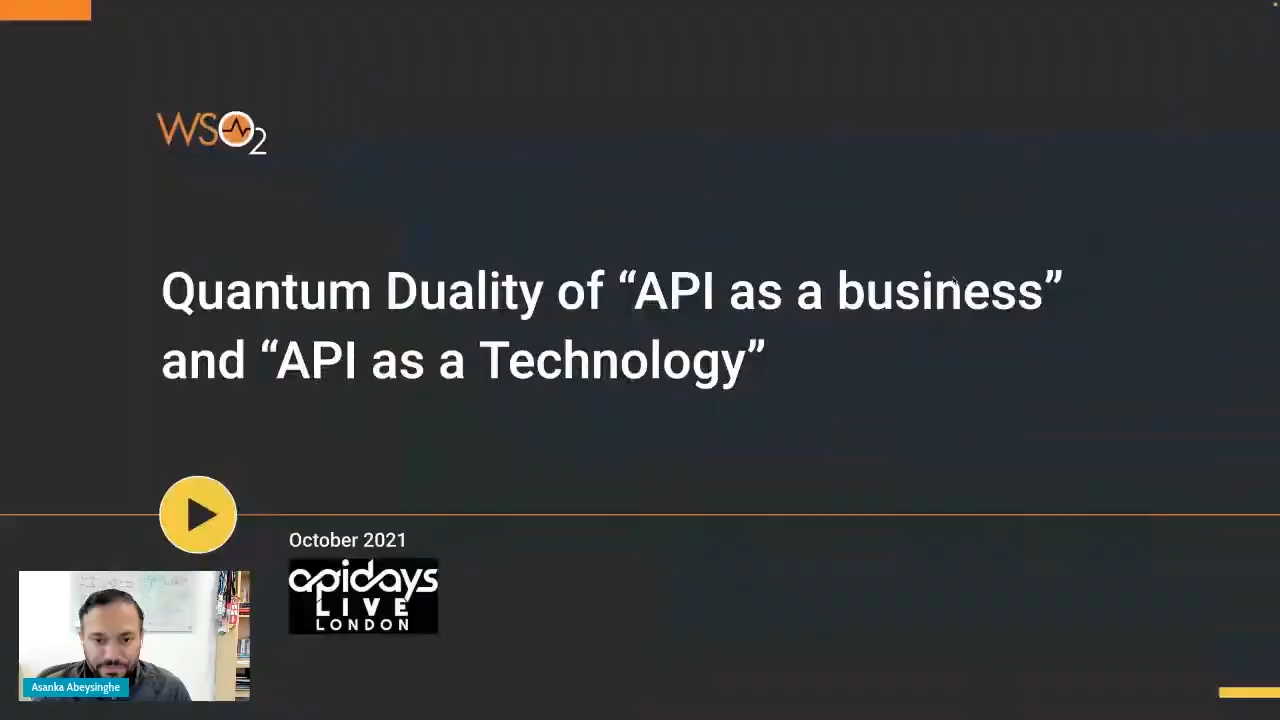 WSO2
Quantum Duality of “API as a business”
and “API as a Technology”
October 2021
apidays
LIVE
LONDON
Asanka Abeysinghe